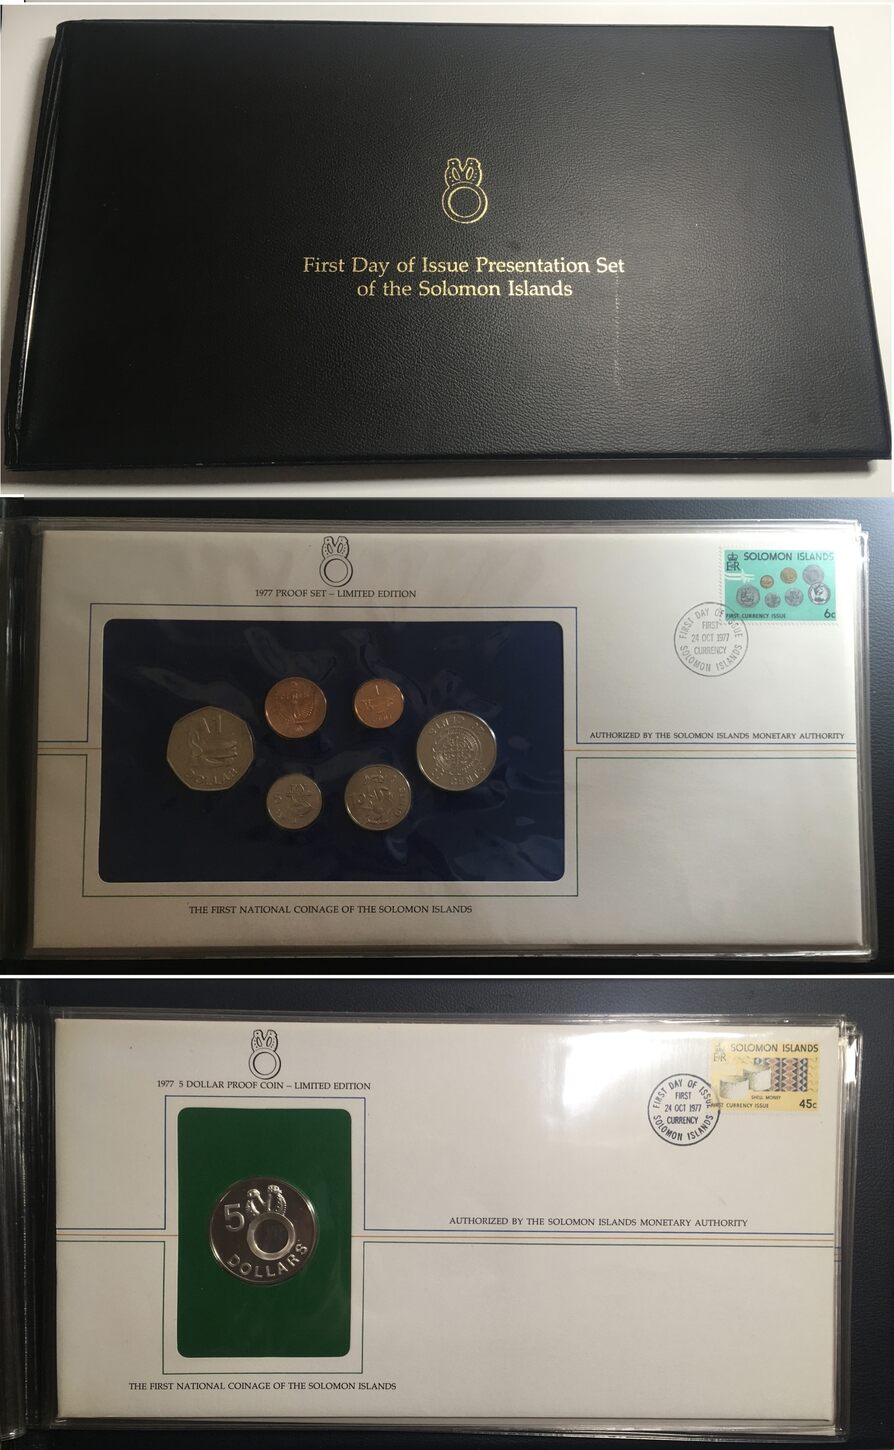 First Day of Issue Presentation Set
of the Solomon Islands
1977 PROOF SET – LIMITED EDITION
SOLOMON ISLANDS
E R
FIRST CURRENCY ISSUE
6c
FIRST DAY OF ISSUE
FIRST
24 OCT 1977
CURRENCY
SOLOMON ISLANDS
AUTHORIZED BY THE SOLOMON ISLANDS MONETARY AUTHORITY
1
DOLLAR
1
THE FIRST NATIONAL COINAGE OF THE SOLOMON ISLANDS
1977 5 DOLLAR PROOF COIN – LIMITED EDITION
SOLOMON ISLANDS
E R
SHELL MONEY
FIRST CURRENCY ISSUE
45c
FIRST DAY OF ISSUE
FIRST
24 OCT 1977
CURRENCY
SOLOMON ISLANDS
5
DOLLARS
AUTHORIZED BY THE SOLOMON ISLANDS MONETARY AUTHORITY
THE FIRST NATIONAL COINAGE OF THE SOLOMON ISLANDS